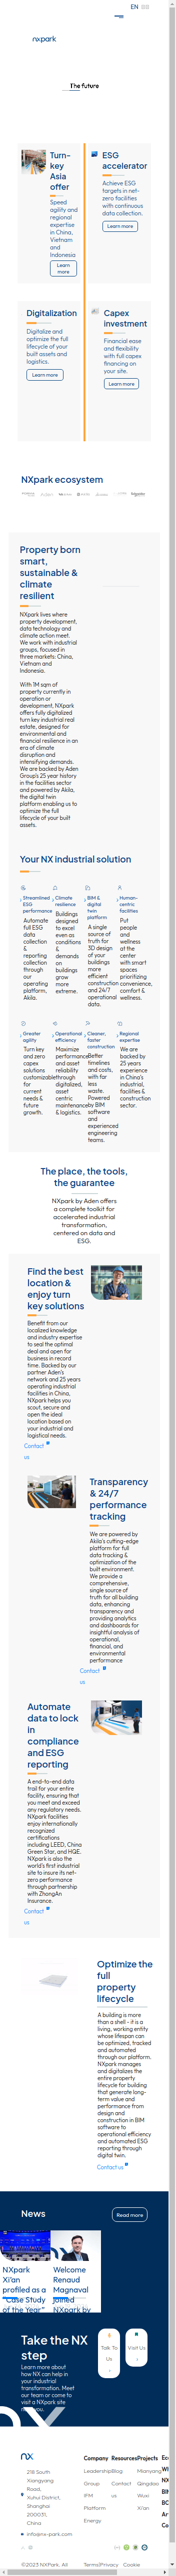 EN
nxpark
The future
Turn-
key
Asia
offer
Speed
agility and
regional
expertise
in China,
Vietnam
and
Indonesia
Learn
more
ESG
accelerator
Achieve ESG
targets in net-
zero facilities
with continuous
data collection.
Learn more
Digitalization
Digitalize and
optimize the full
lifecycle of your
built assets and
logistics.
Learn more
Capex
investment
Financial ease
and flexibility
with full capex
financing on
your site.
Learn more
NXpark ecosystem
Property born
smart,
sustainable &
climate
resilient
NXpark lives where
property development,
data technology and
climate action meet.
We work with industrial
groups, focused in
three markets: China,
Vietnam and
Indonesia.
With 1M sqm of
property currently in
operation or
development, NXpark
offers fully digitalized
turn key industrial real
estate, designed for
environmental and
financial resilience in an
era of climate
disruption and
intensifying demands.
We are backed by Aden
Group's 25 year history
in the facilities sector
and powered by Akila,
the digital twin
platform enabling us to
optimize the full
lifecycle of your built
assets.
Your NX industrial solution
Streamlined
ESG
performance
Automate
full ESG
data
collection
&
reporting
collection
through
our
operating
platform,
Akila.
Climate
resilience
Buildings
designed
to excel
even as
conditions
&
demands
on
buildings
grow
more
extreme.
BIM &
digital
twin
platform
A single
source of
truth for
3D design
of your
buildings
more
efficient
construction
and 24/7
operational
data.
Human-
centric
facilities
Put
people
and
wellness
at the
center
with smart
spaces
prioritizing
convenience,
comfort &
wellness.
Greater
agility
Turn key
and zero
capex
solutions
customizable
for
current
needs &
future
growth.
Operational
efficiency
Maximize
performance
and asset
reliability
through
digitalized,
asset
centric
maintenance
& logistics.
Cleaner,
faster
construction
Better
timelines
and costs,
with far
less
waste.
Powered
by BIM
software
and
experienced
engineering
teams.
Regional
expertise
We are
backed by
25 years
experience
in China's
industrial,
facilities &
construction
sector.
The place, the tools,
the guarantee
NXpark by Aden offers
a complete toolkit for
accelerated industrial
transformation,
centered on data and
ESG.
Find the best
location &
enjoy turn
key solutions
Benefit from our
localized knowledge
and industry expertise
to seal the optimal
deal and open for
business in record
time. Backed by our
partner Aden's
network and 25 years
operating industrial
facilities in China,
NXpark helps you
secure the ideal
location based on
your industrial and
logistical needs.
Contact
us
Transparency
& 24/7
performance
tracking
We are powered by
Akila's cutting-edge
platform for full
data tracking &
optimization of the
built environment.
We provide a
comprehensive,
single source of
truth for all building
data, enhancing
transparency and
providing analytics
and dashboards for
insightful analysis of
operational,
financial, and
environmental
performance
Contact
us
Automate
data to lock
in
compliance
and ESG
reporting
A end-to-end data
trail for your entire
facility, ensuring that
you meet and exceed
any regulatory needs.
NXpark facilities
enjoy internationally
recognized
certifications
including LEED, China
Green Star, and HQE.
NXpark is also the
world's first industrial
site to insure its net-
zero performance
through partnership
with ZhongAn
Insurance.
Contact
us
Optimize the
full
property
lifecycle
A building is more
than a shell - it is a
living, working entity
whose lifespan can
be optimized, tracked
and automated
through our platform.
NXpark manages
and digitalizes the
entire property
lifecycle for building
that generate long-
term value and
performance from
design and
construction in BIM
software to
operational efficiency
and ESG reporting
through digital
twin.
Contact us
News
Read more
NXpark
Xi'an
profiled as a
"Case Study
of the Year"
Welcome
Renaud
Magnaval
joined
NXpark by
Take the NX
step
Learn more about
how NX can help in
your industrial
transformation. Meet
our team or come to
visit a NXpark site
near you.
Talk To
Us
Visit Us
nx
Company
Resources
Projects
Leadership
Blog
Mianyang
Group
Contact
us
Qingdao
IFM
Wuxi
Platform
Xi'an
Energy
218 South
Xiangyang
Road,
Xuhui District,
Shanghai
200031,
China
info@nx-park.com
©2023 NXPark. All
Terms
Privacy
Cookie